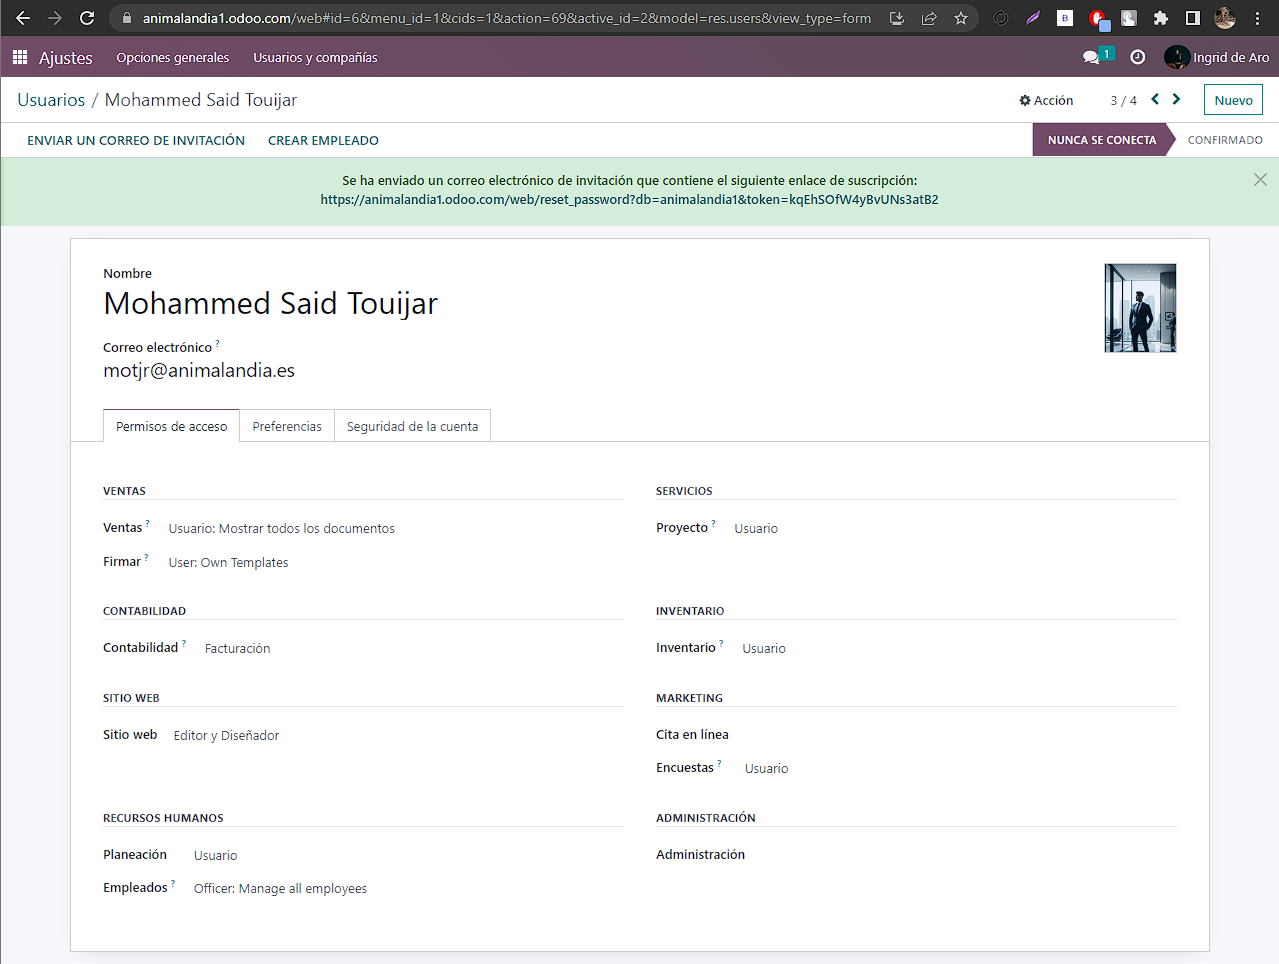 animalandia1.odoo.com/web#id=6&menu_id=1&cids=1&action=69&active_id=2&model=res.users&view_type=form
Ajustes Opciones generales Usuarios y compañías 1 Ingrid de Aro
Usuarios / Mohammed Said Touijar Acción 3 / 4 Nuevo
ENVIAR UN CORREO DE INVITACIÓN CREAR EMPLEADO NUNCA SE CONECTA CONFIRMADO
Se ha enviado un correo electrónico de invitación que contiene el siguiente enlace de suscripción:
https://animalandia1.odoo.com/web/reset_password?db=animalandia1&token=kqEhSOfW4yBvUNs3atB2
Nombre
Mohammed Said Touijar
Correo electrónico ?
motjr@animalandia.es
Permisos de acceso Preferencias Seguridad de la cuenta
VENTAS
Ventas ? Usuario: Mostrar todos los documentos
Firmar ? User: Own Templates
SERVICIOS
Proyecto ? Usuario
CONTABILIDAD
Contabilidad ? Facturación
INVENTARIO
Inventario ? Usuario
SITIO WEB
Sitio web Editor y Diseñador
MARKETING
Cita en línea
Encuestas ? Usuario
RECURSOS HUMANOS
Planeación Usuario
Empleados ? Officer: Manage all employees
ADMINISTRACIÓN
Administración